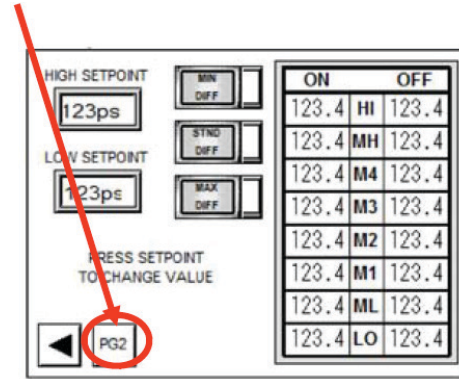 HIGH SETPOINT
123ps
LOW SETPOINT
123ps
MIN
DIFF
STND
DIFF
MAX
DIFF
PRESS SETPOINT
TO CHANGE VALUE
PG2
ON OFF
123.4 HI 123.4
123.4 MH 123.4
123.4 M4 123.4
123.4 M3 123.4
123.4 M2 123.4
123.4 M1 123.4
123.4 ML 123.4
123.4 LO 123.4